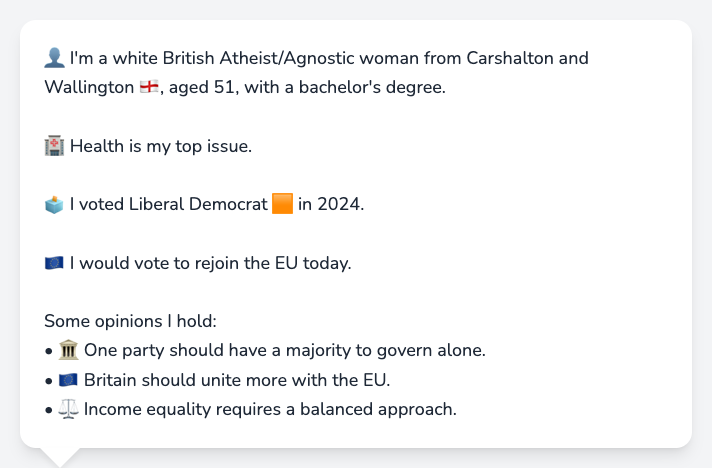 👤 I'm a white British Atheist/Agnostic woman from Carshalton and
Wallington 🏴󠁧󠁢󠁥󠁮󠁧󠁿, aged 51, with a bachelor's degree.
🏥 Health is my top issue.
🗳️ I voted Liberal Democrat 🟧 in 2024.
🇪🇺 I would vote to rejoin the EU today.
Some opinions I hold:
• 🏛️ One party should have a majority to govern alone.
• 🇪🇺 Britain should unite more with the EU.
• ⚖️ Income equality requires a balanced approach.